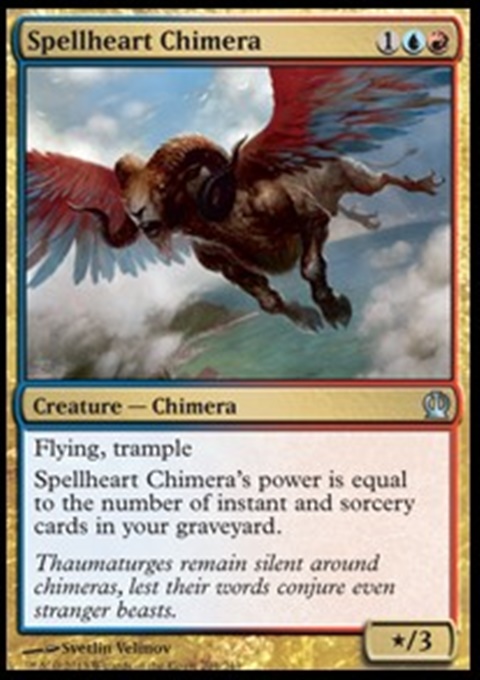 Spellheart Chimera 1
Creature — Chimera
Flying, trample
Spellheart Chimera's power is equal
to the number of instant and sorcery
cards in your graveyard.
Thaumaturges remain silent around
chimeras, lest their words conjure even
stranger beasts.
★/3
Svetlin Velinov